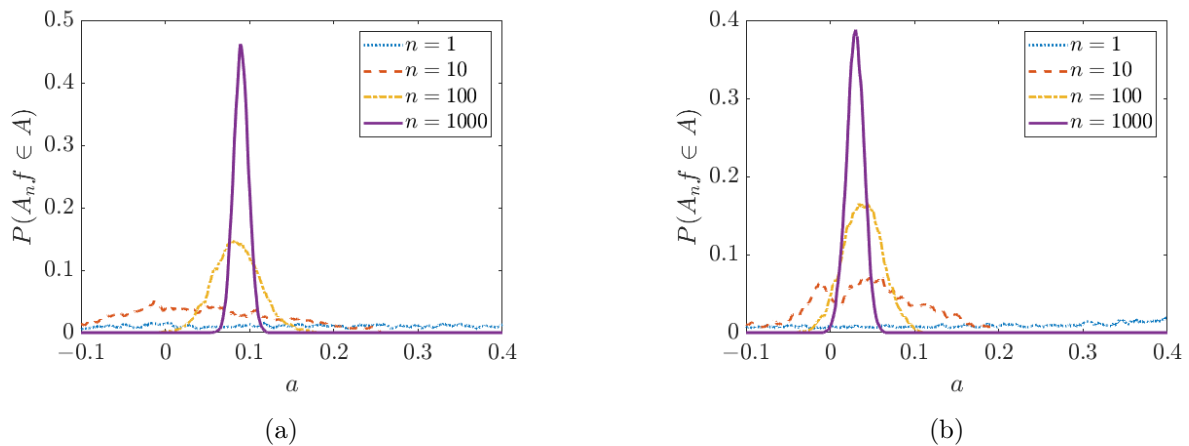 0.5
0.4
0.3
0.2
0.1
0
P(A_n f ∈ A)
−0.1 0 0.1 0.2 0.3 0.4
a
n = 1
n = 10
n = 100
n = 1000
(a)
0.4
0.3
0.2
0.1
0
P(A_n f ∈ A)
−0.1 0 0.1 0.2 0.3 0.4
a
n = 1
n = 10
n = 100
n = 1000
(b)